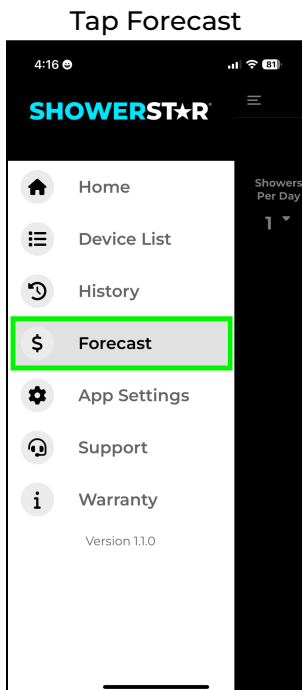 Tap Forecast
4:16
81
SHOWERST★R
Home
Showers
Per Day
Device List
1
History
$ Forecast
App Settings
Support
i Warranty
Version 1.1.0